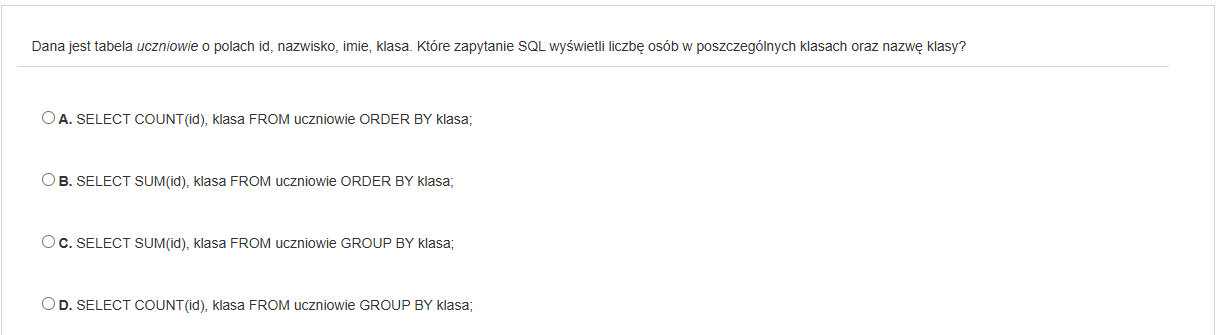 Dana jest tabela uczniowie o polach id, nazwisko, imie, klasa. Które zapytanie SQL wyświetli liczbę osób w poszczególnych klasach oraz nazwę klasy?
A. SELECT COUNT(id), klasa FROM uczniowie ORDER BY klasa;
B. SELECT SUM(id), klasa FROM uczniowie ORDER BY klasa;
C. SELECT SUM(id), klasa FROM uczniowie GROUP BY klasa;
D. SELECT COUNT(id), klasa FROM uczniowie GROUP BY klasa;